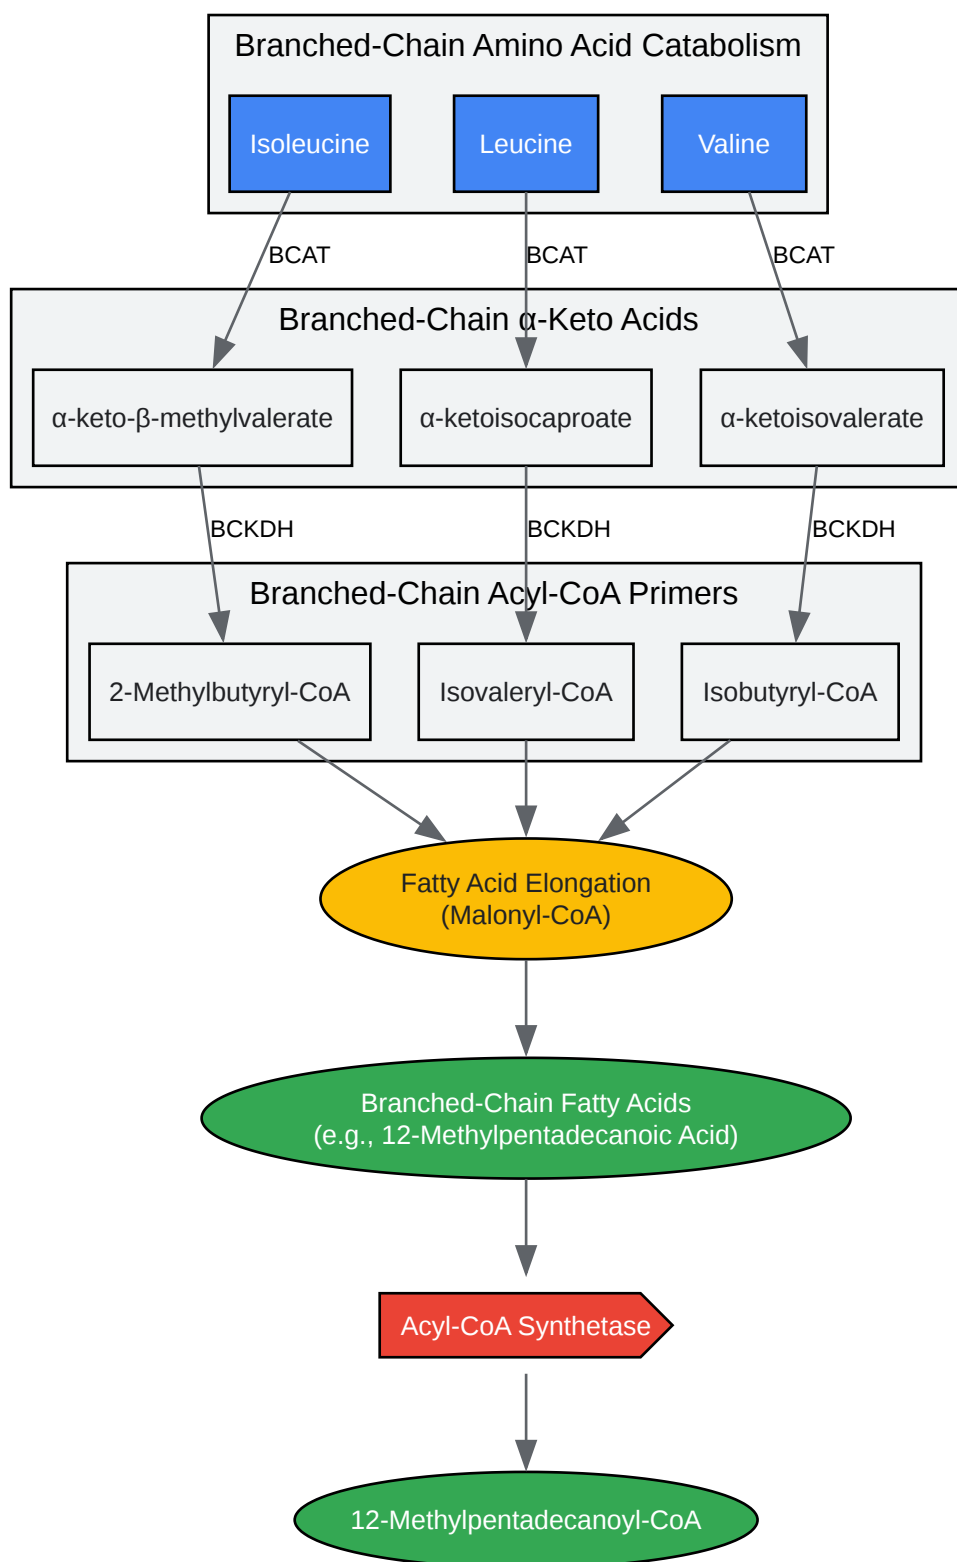 Branched-Chain Amino Acid Catabolism
Isoleucine
Leucine
Valine
BCAT
BCAT
BCAT
Branched-Chain α-Keto Acids
α-keto-β-methylvalerate
α-ketoisocaproate
α-ketoisovalerate
BCKDH
BCKDH
BCKDH
Branched-Chain Acyl-CoA Primers
2-Methylbutyryl-CoA
Isovaleryl-CoA
Isobutyryl-CoA
Fatty Acid Elongation
(Malonyl-CoA)
Branched-Chain Fatty Acids
(e.g., 12-Methylpentadecanoic Acid)
Acyl-CoA Synthetase
12-Methylpentadecanoyl-CoA